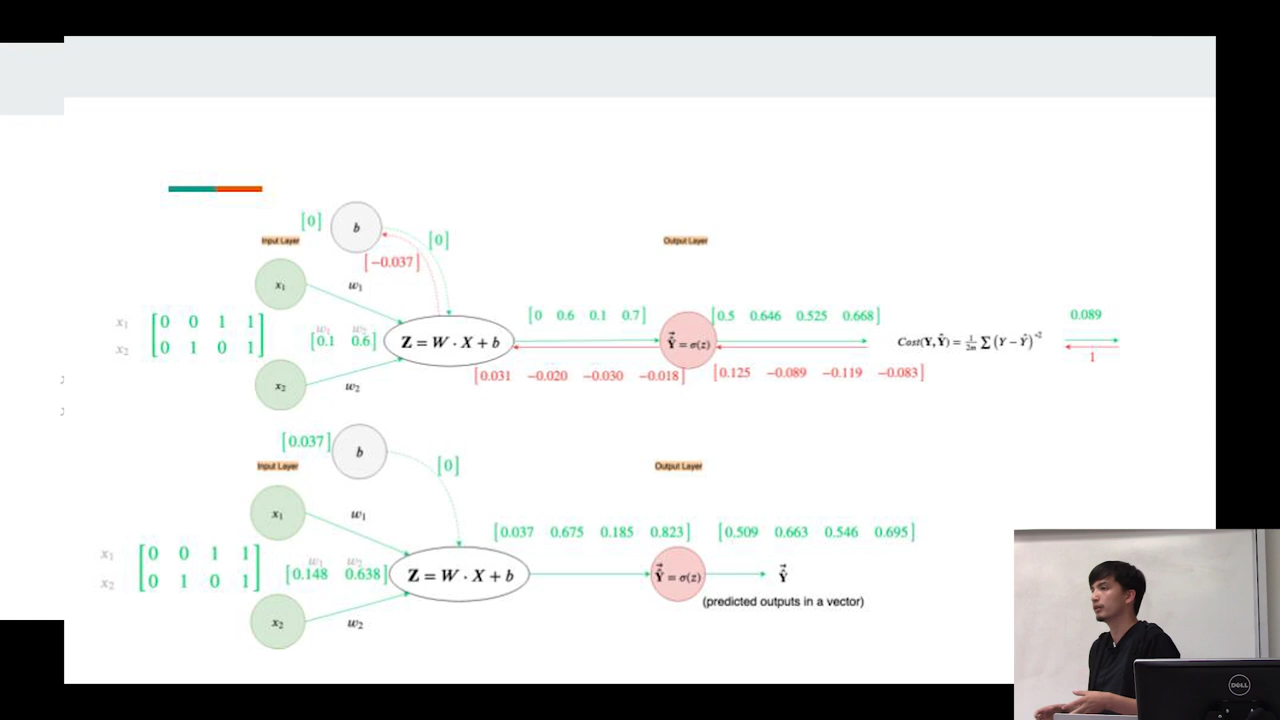 [0] b
Input Layer [0] Output Layer
[-0.037]
x₁ w₁
[0 0.6 0.1 0.7] [0.5 0.646 0.525 0.668] 0.089
x₁ [0 0 1 1]
x₂ [0 1 0 1]
w₁ w₂
[0.1 0.6] Z = W · X + b Ŷ = σ(z) Cost(Y, Ŷ) = 1/2m ∑ (Y − Ŷ)²
1
[0.031 -0.020 -0.030 -0.018] [0.125 -0.089 -0.119 -0.083]
x₂ w₂
[0.037] b
Input Layer [0] Output Layer
x₁ w₁
[0.037 0.675 0.185 0.823] [0.509 0.663 0.546 0.695]
x₁ [0 0 1 1]
x₂ [0 1 0 1]
w₁ w₂
[0.148 0.638] Z = W · X + b Ŷ = σ(z) Ŷ
(predicted outputs in a vector)
x₂ w₂
DELL